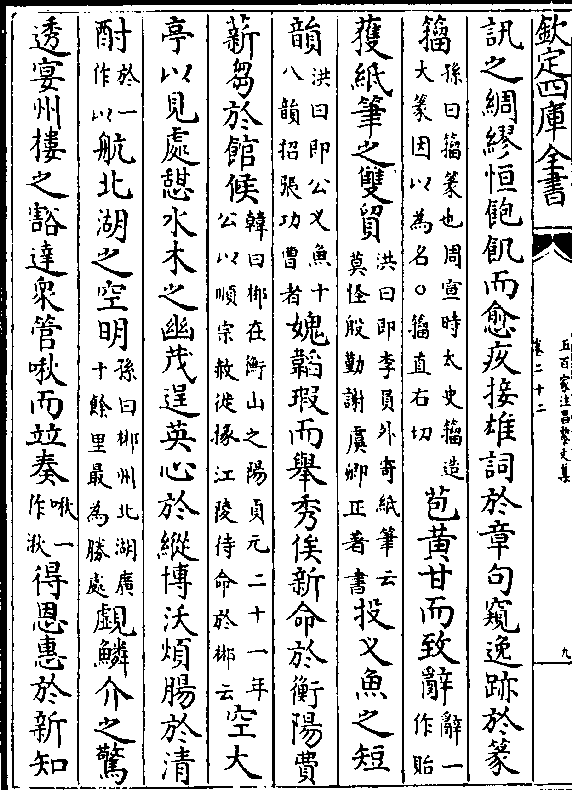 欽定四庫全書
五百家注昌黎文集
卷二十二
九
訊之綢繆恒飽飢而愈疚接雄詞於章句窺逸跡於篆
籀孫曰籀篆也周宣時太史籀造大篆因以為名○籀直右切苞黄甘而致辭辭一作貽
獲紙筆之雙貿洪曰即李員外寄紙筆云莫怪殷勤謝虞卿正著書投乂魚之短
韻洪曰即公乂魚十八韻招張功曹者媿韜瑕而舉秀俟新命於衡陽費
薪芻於館候韓曰郴在衡山之陽貞元二十一年公以順宗赦徙掾江陵待命於郴云空大
亭以見處憇水木之幽茂逞英心於縱博沃煩腸於清
酎於一作以航北湖之空明孫曰郴州北湖廣十餘里最為勝處覷鱗介之驚
透宴州樓之豁達衆管啾而竝奏啾一作湫得恩惠於新知